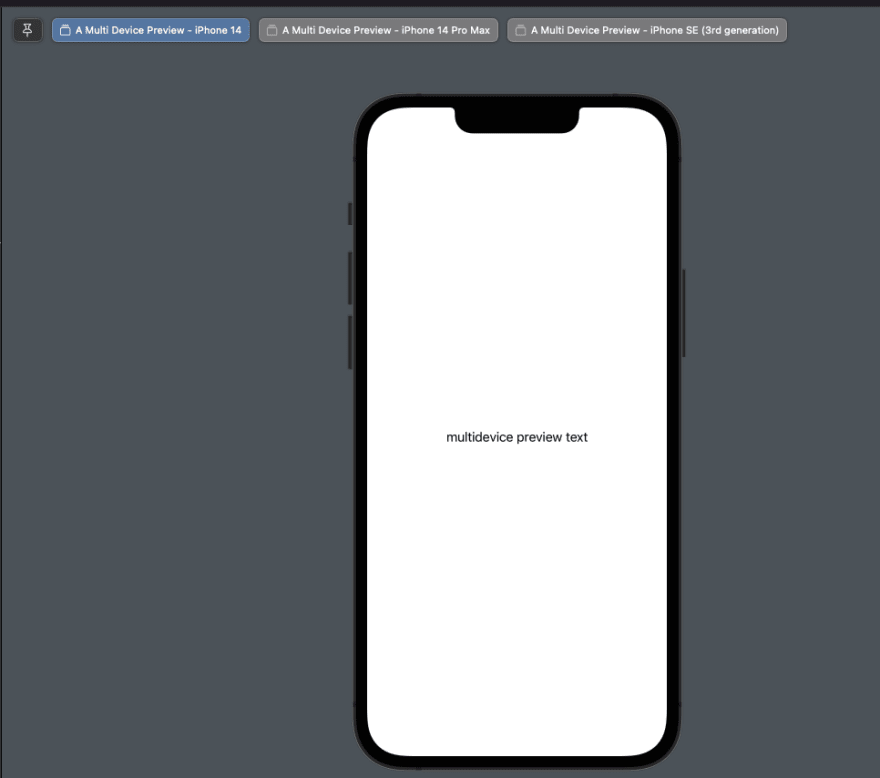 A Multi Device Preview - iPhone 14
A Multi Device Preview - iPhone 14 Pro Max
A Multi Device Preview - iPhone SE (3rd generation)
multidevice preview text